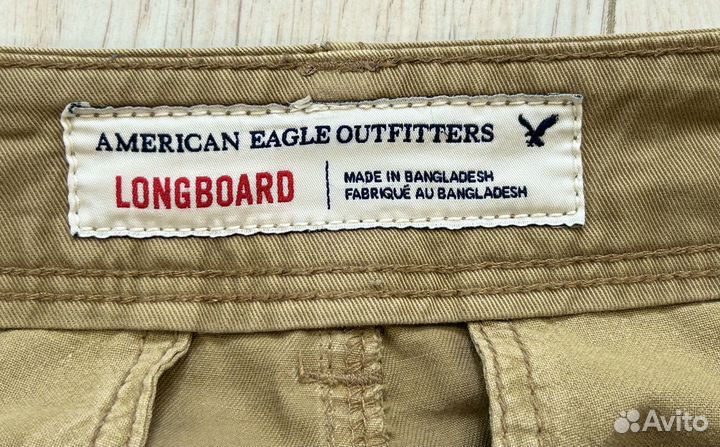 AMERICAN EAGLE OUTFITTERS
LONGBOARD
MADE IN BANGLADESH
FABRIQUÉ AU BANGLADESH
Avito